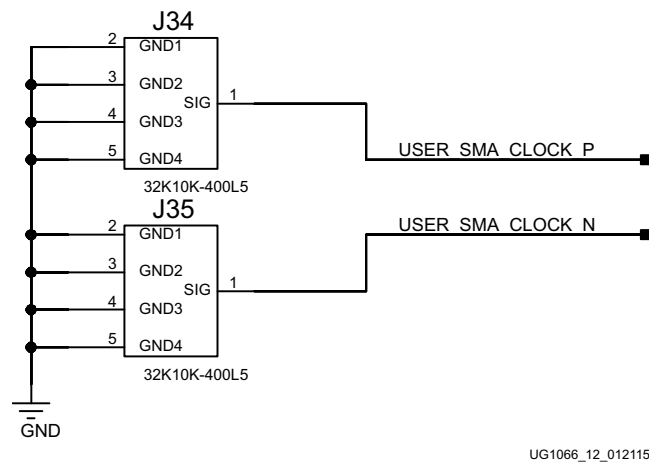 J34
2 GND1
3 GND2
SIG 1
4 GND3
5 GND4
32K10K-400L5
USER_SMA_CLOCK_P
J35
2 GND1
3 GND2
SIG 1
4 GND3
5 GND4
32K10K-400L5
USER_SMA_CLOCK_N
GND
UG1066_12_012115